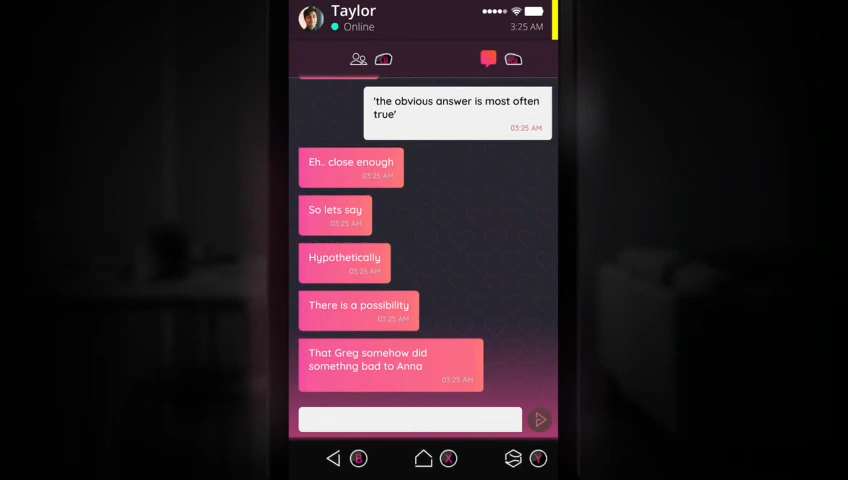 Taylor
Online
3:25 AM
'the obvious answer is most often
true'
03:25 AM
Eh.. close enough
03:25 AM
So lets say
03:25 AM
Hypothetically
03:25 AM
There is a possibility
03:25 AM
That Greg somehow did
somethng bad to Anna
03:25 AM
B
X
Y